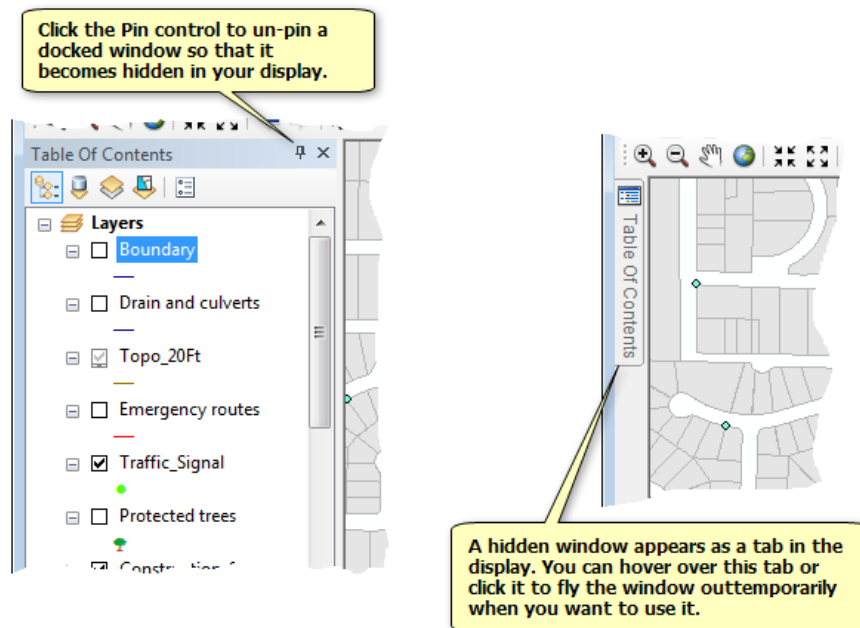 Click the Pin control to un-pin a
docked window so that it
becomes hidden in your display.
Table Of Contents
Layers
Boundary
Drain and culverts
Topo_20Ft
Emergency routes
Traffic_Signal
Protected trees
Table Of Contents
A hidden window appears as a tab in the
display. You can hover over this tab or
click it to fly the window outtemporarily
when you want to use it.